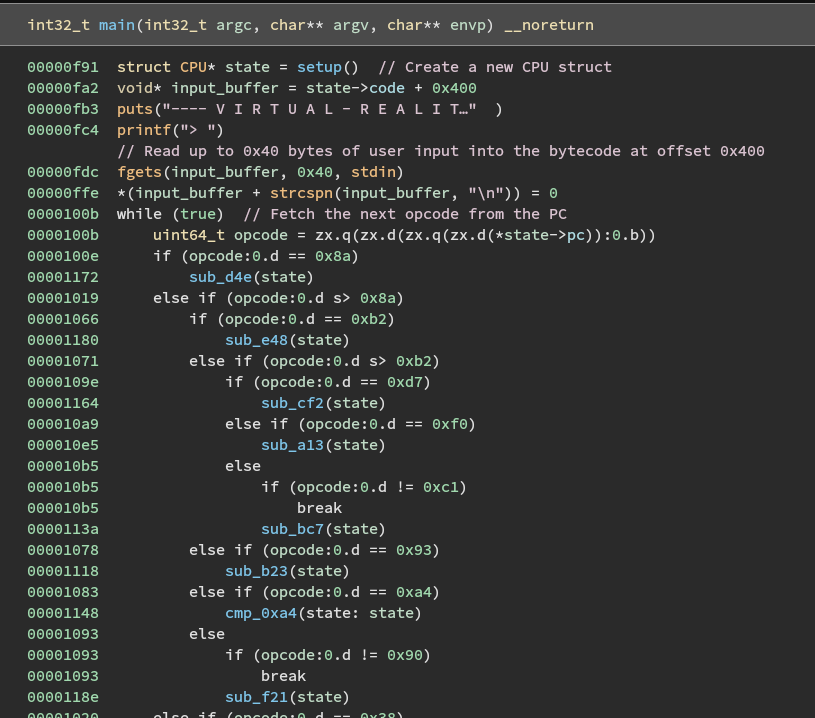 int32_t main(int32_t argc, char** argv, char** envp) __noreturn
00000f91  struct CPU* state = setup()  // Create a new CPU struct
00000fa2  void* input_buffer = state->code + 0x400
00000fb3  puts("---- V I R T U A L - R E A L I T…"  )
00000fc4  printf("> ")
// Read up to 0x40 bytes of user input into the bytecode at offset 0x400
00000fdc  fgets(input_buffer, 0x40, stdin)
00000ffe  *(input_buffer + strcspn(input_buffer, "\n")) = 0
0000100b  while (true)  // Fetch the next opcode from the PC
0000100b      uint64_t opcode = zx.q(zx.d(zx.q(zx.d(*state->pc)):0.b))
0000100e      if (opcode:0.d == 0x8a)
00001172          sub_d4e(state)
00001019      else if (opcode:0.d s> 0x8a)
00001066          if (opcode:0.d == 0xb2)
00001180              sub_e48(state)
00001071          else if (opcode:0.d s> 0xb2)
0000109e              if (opcode:0.d == 0xd7)
00001164                  sub_cf2(state)
000010a9              else if (opcode:0.d == 0xf0)
000010e5                  sub_a13(state)
000010b5              else
000010b5                  if (opcode:0.d != 0xc1)
000010b5                      break
0000113a                  sub_bc7(state)
00001078          else if (opcode:0.d == 0x93)
00001118              sub_b23(state)
00001083          else if (opcode:0.d == 0xa4)
00001148              cmp_0xa4(state: state)
00001093          else
00001093              if (opcode:0.d != 0x90)
00001093                  break
0000118e              sub_f21(state)
00001020      else if (opcode:0.d == 0x38)